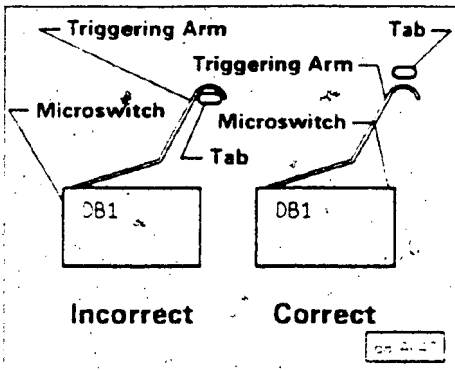 Triggering Arm
Tab
Triggering Arm
Microswitch
Microswitch
Tab
DB1
DB1
Incorrect
Correct